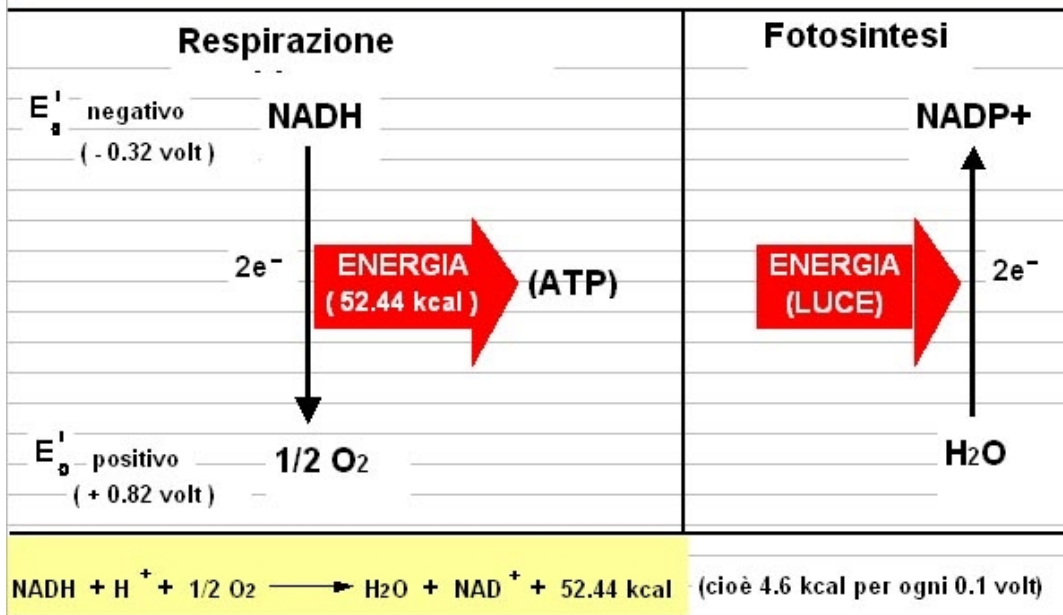 Respirazione
Fotosintesi
E'o negativo
( - 0.32 volt )
NADH
NADP+
2e⁻
ENERGIA
( 52.44 kcal )
(ATP)
ENERGIA
(LUCE)
2e⁻
E'o positivo
( + 0.82 volt )
1/2 O₂
H₂O
NADH + H⁺ + 1/2 O₂ ⟶ H₂O + NAD⁺ + 52.44 kcal (cioè 4.6 kcal per ogni 0.1 volt)